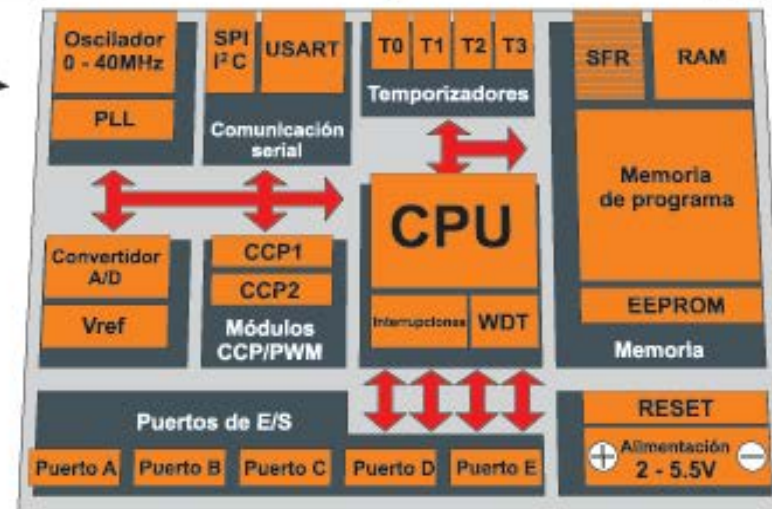 Oscilador
0 - 40MHz
PLL
SPI
I²C
USART
Comunicación
serial
T0 T1 T2 T3
Temporizadores
SFR
RAM
Memoria
de programa
EEPROM
Memoria
Convertidor
A/D
Vref
CCP1
CCP2
Módulos
CCP/PWM
CPU
Interrupciones
WDT
Puertos de E/S
Puerto A Puerto B Puerto C Puerto D Puerto E
RESET
+ Alimentación −
2 - 5.5V